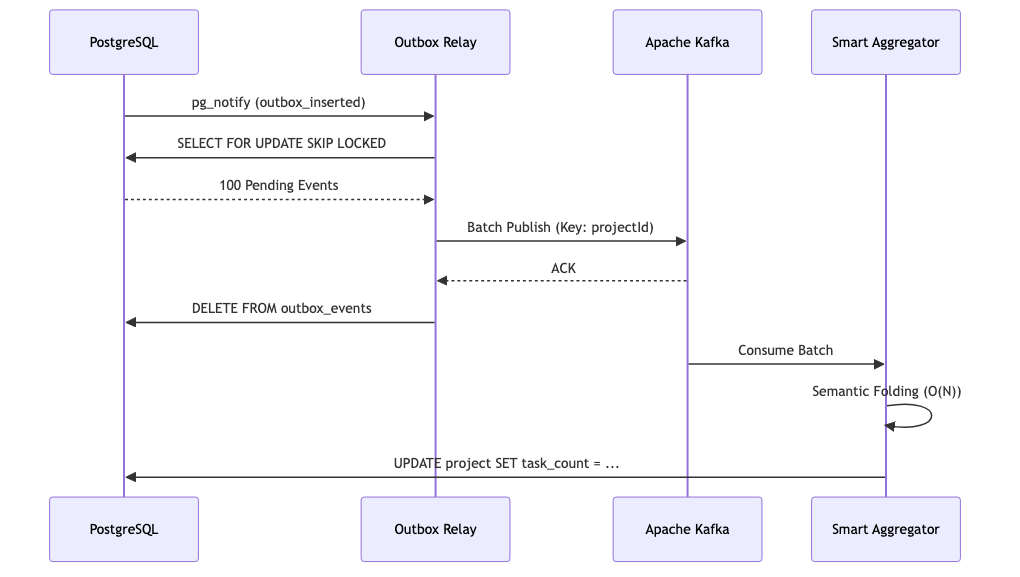 PostgreSQL
Outbox Relay
Apache Kafka
Smart Aggregator
pg_notify (outbox_inserted)
SELECT FOR UPDATE SKIP LOCKED
100 Pending Events
Batch Publish (Key: projectId)
ACK
DELETE FROM outbox_events
Consume Batch
Semantic Folding (O(N))
UPDATE project SET task_count = ...
PostgreSQL
Outbox Relay
Apache Kafka
Smart Aggregator